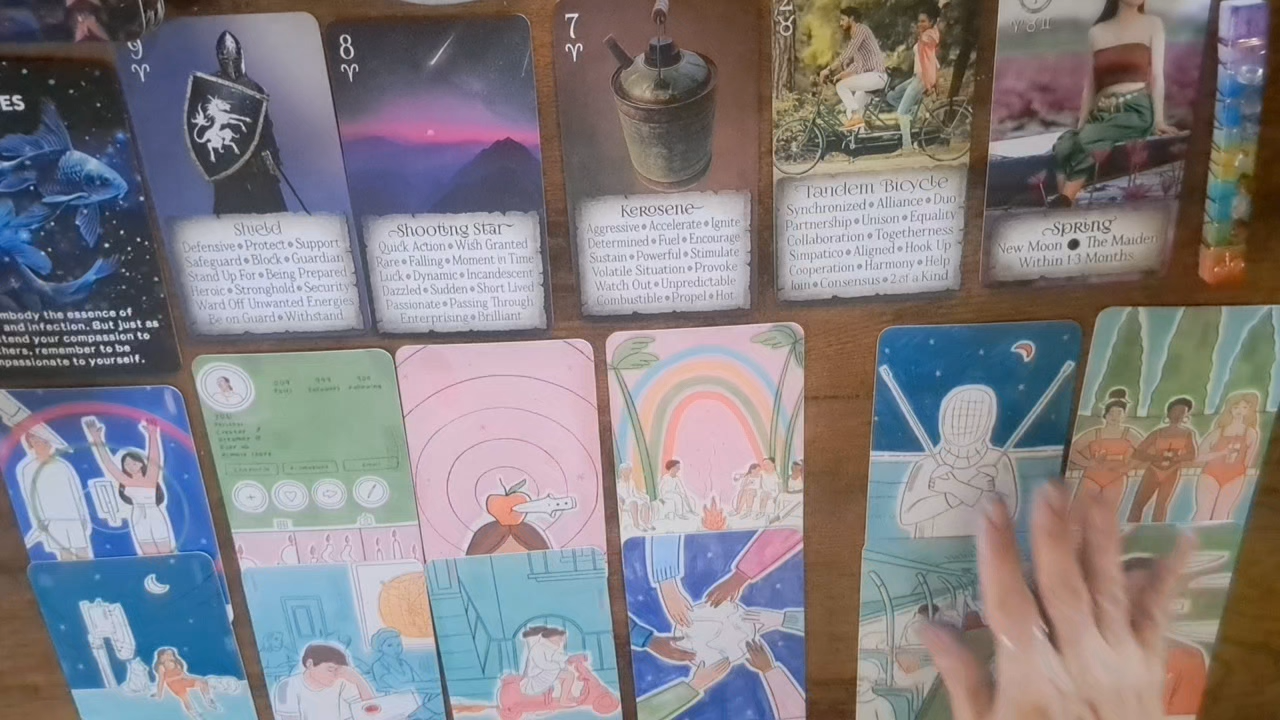 ES
mbody the essence of
and infection. But just as
tend your compassion to
hers, remember to be
mpassionate to yourself.
9
Shield
Defensive • Protect • Support
Safeguard • Block • Guardian
Stand Up For • Being Prepared
Heroic • Stronghold • Security
Ward Off Unwanted Energies
Be on Guard • Withstand
8
Shooting Star
Quick Action • Wish Granted
Rare • Falling • Moment in Time
Luck • Dynamic • Incandescent
Dazzled • Sudden • Short Lived
Passionate • Passing Through
Enterprising • Brilliant
7
Kerosene
Aggressive • Accelerate • Ignite
Determined • Fuel • Encourage
Sustain • Powerful • Stimulate
Volatile Situation • Provoke
Watch Out • Unpredictable
Combustible • Propel • Hot
Tandem Bicycle
Synchronized • Alliance • Duo
Partnership • Unison • Equality
Collaboration • Togetherness
Simpatico • Aligned • Hook Up
Cooperation • Harmony • Help
Join • Consensus • 2 of a Kind
Spring
New Moon ● The Maiden
Within 1-3 Months